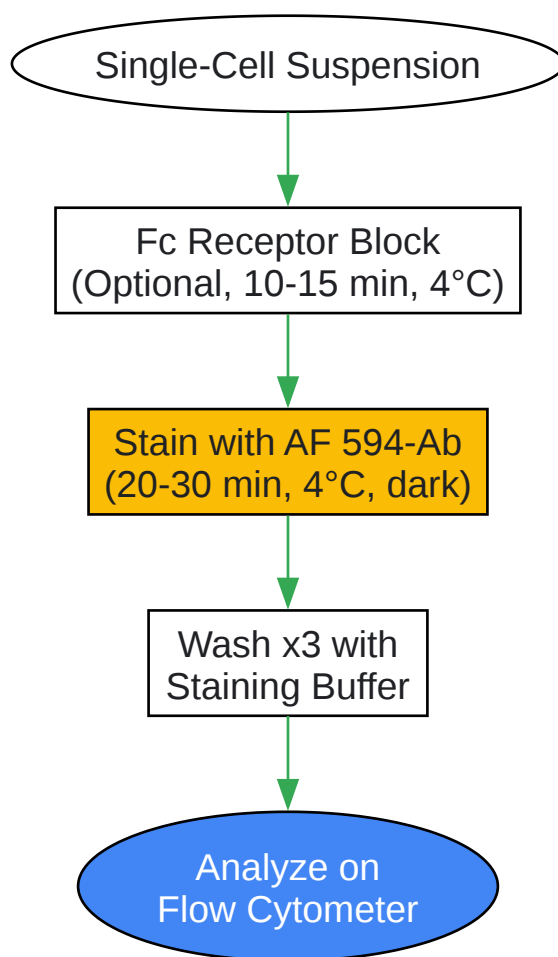 Single-Cell Suspension
Fc Receptor Block
(Optional, 10-15 min, 4°C)
Stain with AF 594-Ab
(20-30 min, 4°C, dark)
Wash x3 with
Staining Buffer
Analyze on
Flow Cytometer